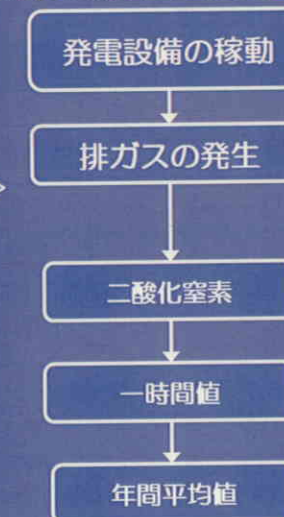 発電設備の稼動
排ガスの発生
二酸化窒素
一時間値
年間平均値